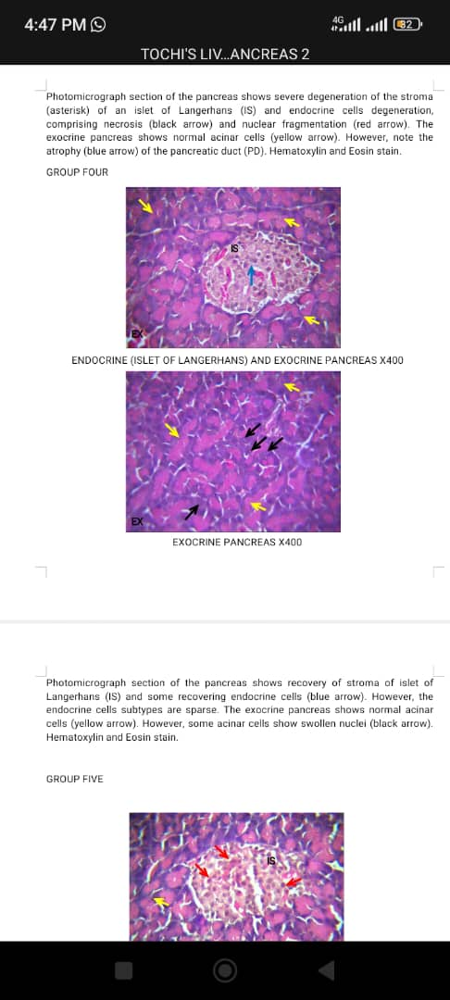 4:47 PM
4G
82
TOCHI'S LIV...ANCREAS 2
Photomicrograph section of the pancreas shows severe degeneration of the stroma
(asterisk) of an islet of Langerhans (IS) and endocrine cells degeneration,
comprising necrosis (black arrow) and nuclear fragmentation (red arrow). The
exocrine pancreas shows normal acinar cells (yellow arrow). However, note the
atrophy (blue arrow) of the pancreatic duct (PD). Hematoxylin and Eosin stain.
GROUP FOUR
IS
EX
ENDOCRINE (ISLET OF LANGERHANS) AND EXOCRINE PANCREAS X400
EX
EXOCRINE PANCREAS X400
Photomicrograph section of the pancreas shows recovery of stroma of islet of
Langerhans (IS) and some recovering endocrine cells (blue arrow). However, the
endocrine cells subtypes are sparse. The exocrine pancreas shows normal acinar
cells (yellow arrow). However, some acinar cells show swollen nuclei (black arrow).
Hematoxylin and Eosin stain.
GROUP FIVE
IS